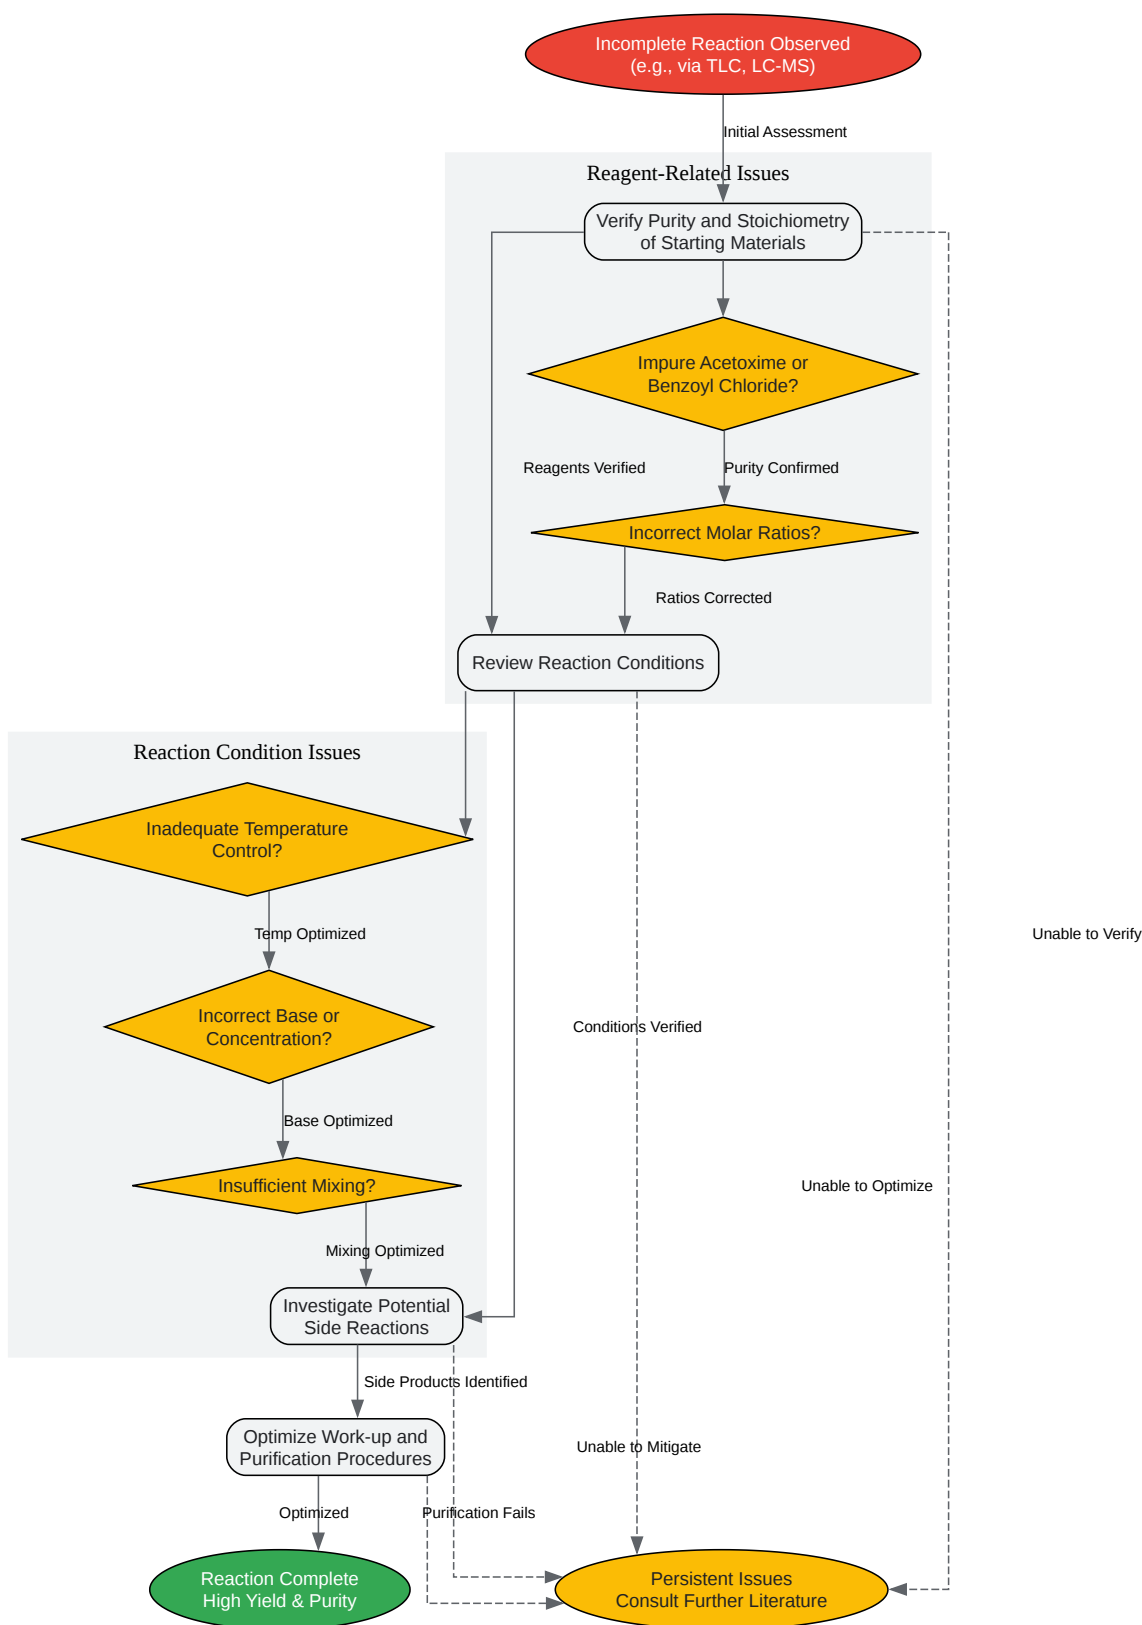 Incomplete Reaction Observed
(e.g., via TLC, LC-MS)
Initial Assessment
Reagent-Related Issues
Verify Purity and Stoichiometry
of Starting Materials
Impure Acetoxime or
Benzoyl Chloride?
Reagents Verified
Purity Confirmed
Incorrect Molar Ratios?
Ratios Corrected
Review Reaction Conditions
Reaction Condition Issues
Inadequate Temperature
Control?
Temp Optimized
Unable to Verify
Incorrect Base or
Concentration?
Conditions Verified
Base Optimized
Insufficient Mixing?
Unable to Optimize
Mixing Optimized
Investigate Potential
Side Reactions
Side Products Identified
Optimize Work-up and
Purification Procedures
Unable to Mitigate
Optimized
Purification Fails
Reaction Complete
High Yield & Purity
Persistent Issues
Consult Further Literature